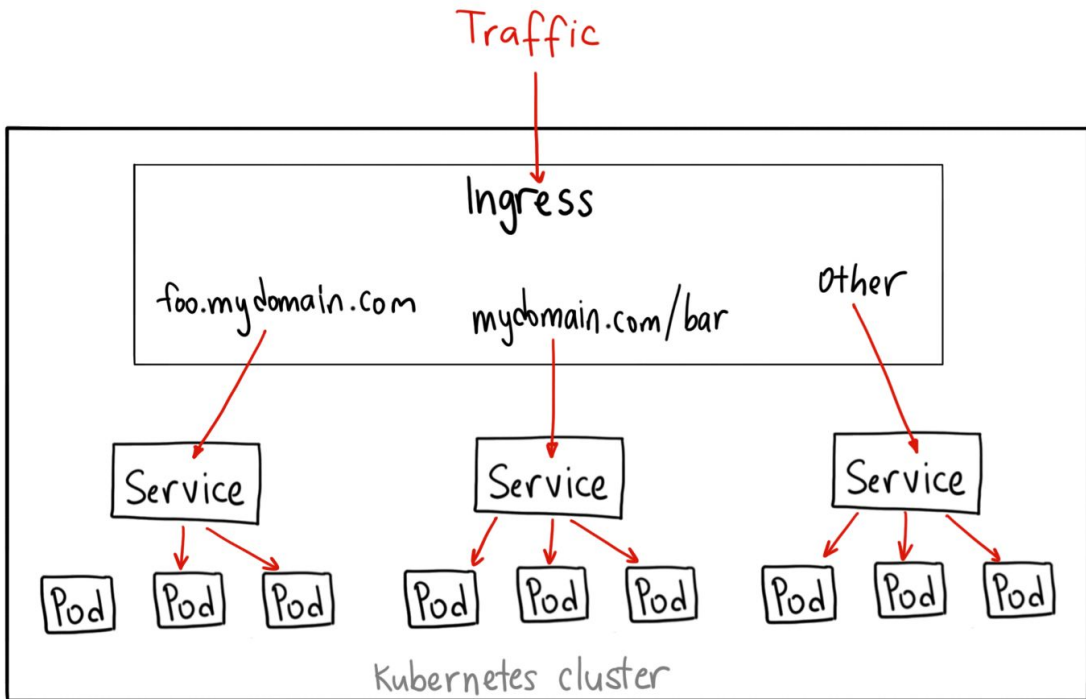 Traffic
Ingress
foo.mydomain.com
mydomain.com/bar
other
Service
Service
Service
Pod
Pod
Pod
Pod
Pod
Pod
Pod
Pod
Pod
Kubernetes cluster